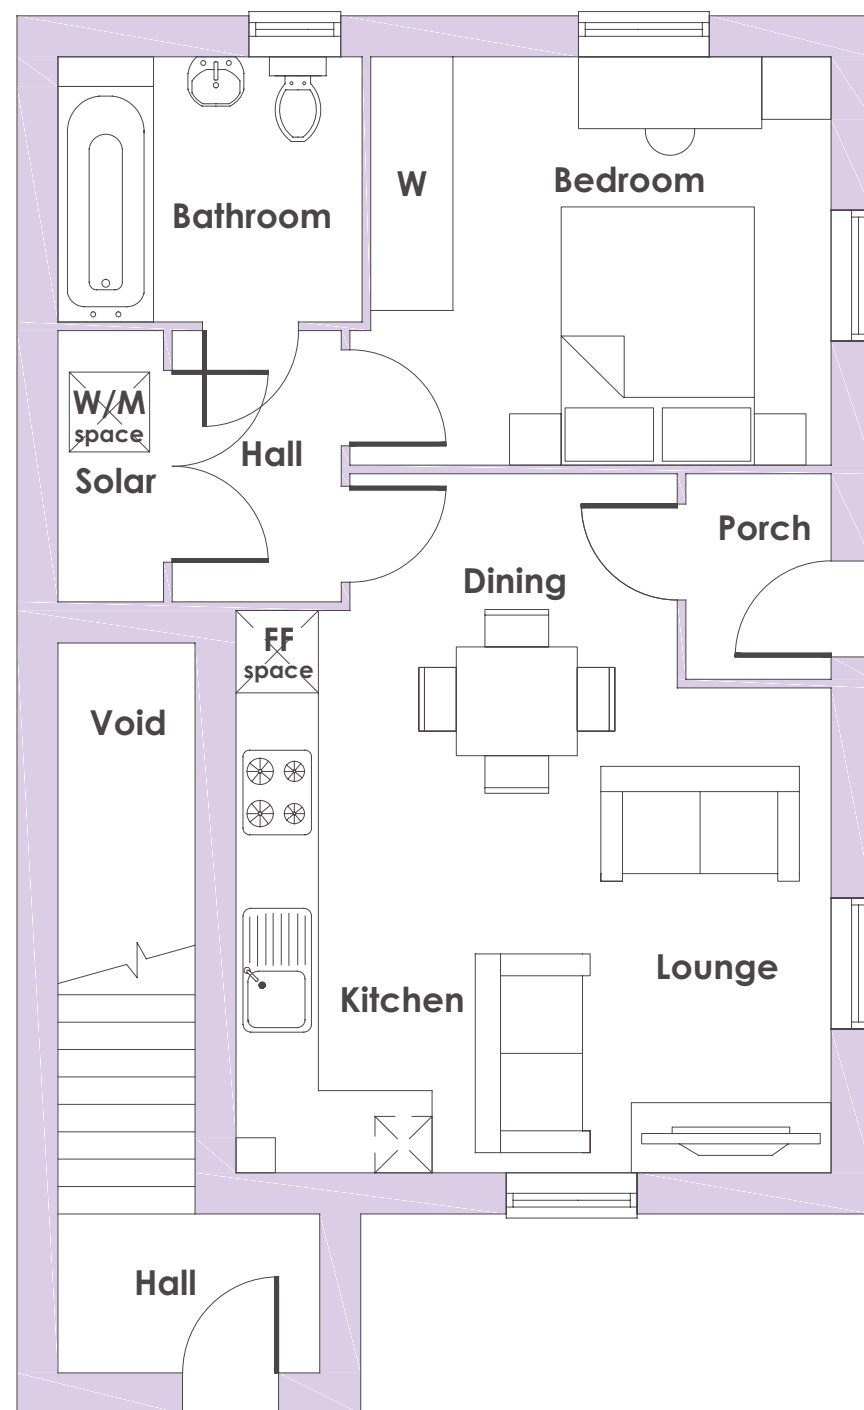 Bathroom
W
Bedroom
W/M
space
Solar
Hall
Porch
Dining
FF
space
Void
Lounge
Kitchen
Hall